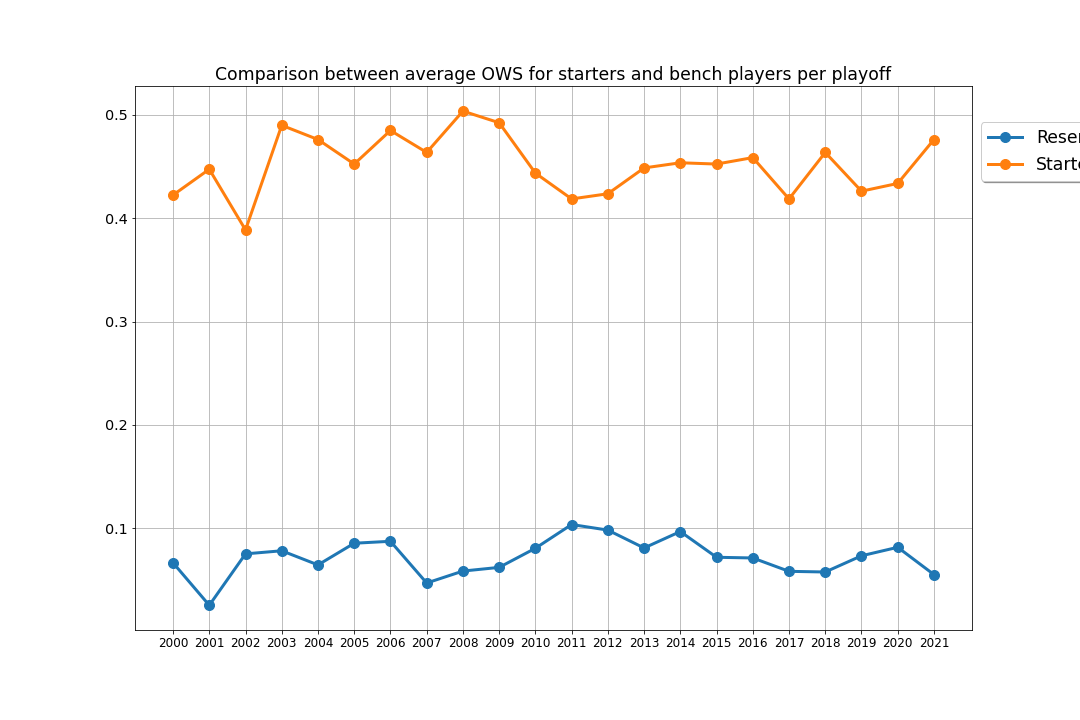 Comparison between average OWS for starters and bench players per playoff
0.5
0.4
0.3
0.2
0.1
2000 2001 2002 2003 2004 2005 2006 2007 2008 2009 2010 2011 2012 2013 2014 2015 2016 2017 2018 2019 2020 2021
Reser
Starte